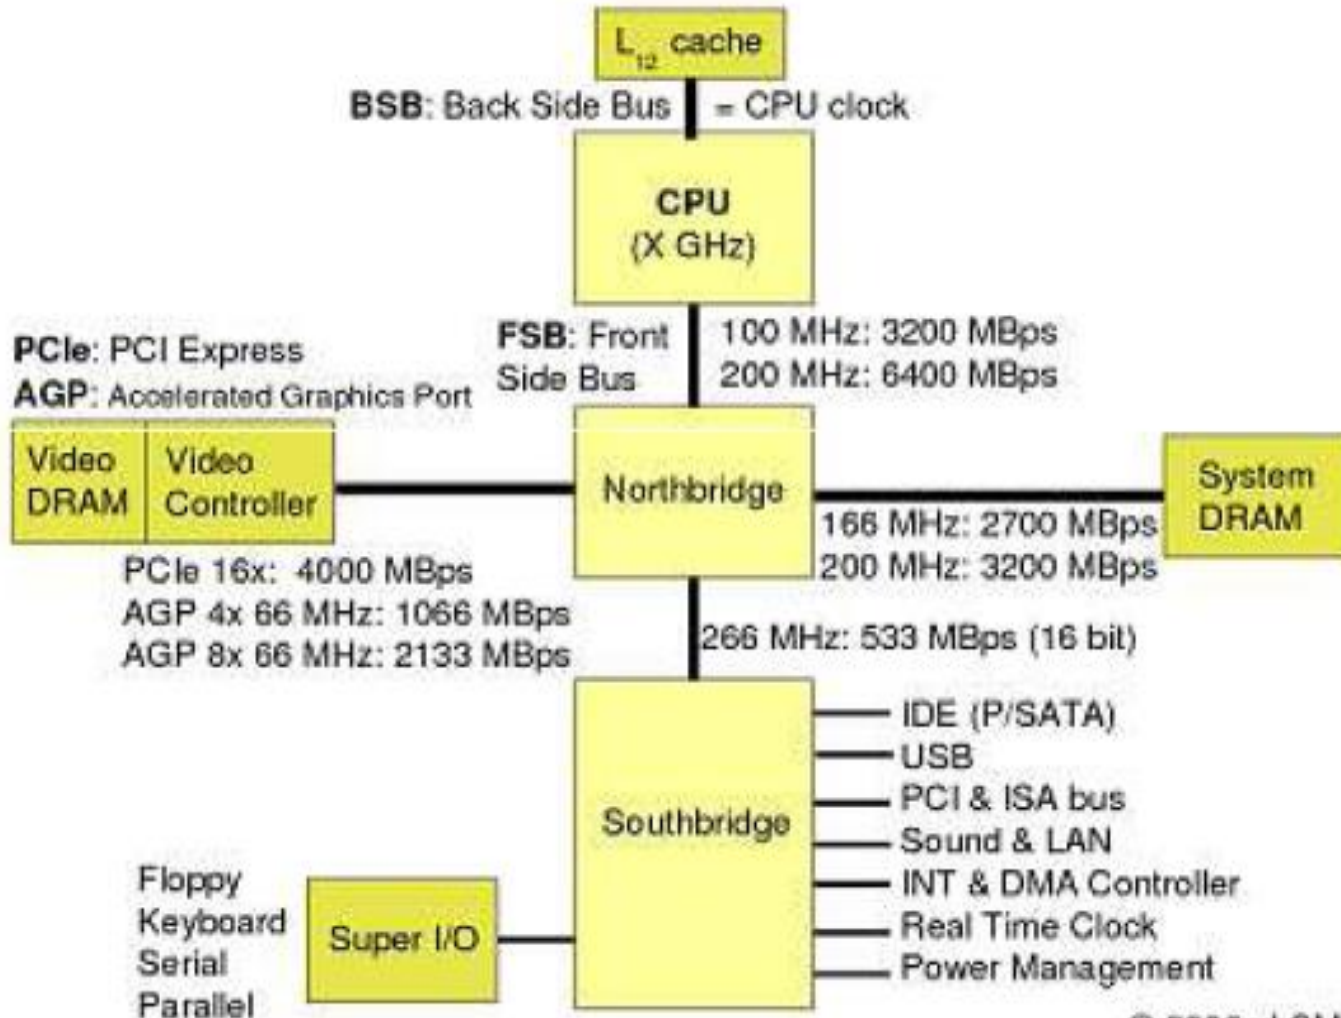 L12 cache
BSB: Back Side Bus = CPU clock
CPU
(X GHz)
FSB: Front
Side Bus
100 MHz: 3200 MBps
200 MHz: 6400 MBps
PCIe: PCI Express
AGP: Accelerated Graphics Port
Video
DRAM
Video
Controller
Northbridge
System
DRAM
166 MHz: 2700 MBps
200 MHz: 3200 MBps
PCIe 16x: 4000 MBps
AGP 4x 66 MHz: 1066 MBps
AGP 8x 66 MHz: 2133 MBps
266 MHz: 533 MBps (16 bit)
Southbridge
IDE (P/SATA)
USB
PCI & ISA bus
Sound & LAN
INT & DMA Controller
Real Time Clock
Power Management
Floppy
Keyboard
Serial
Parallel
Super I/O